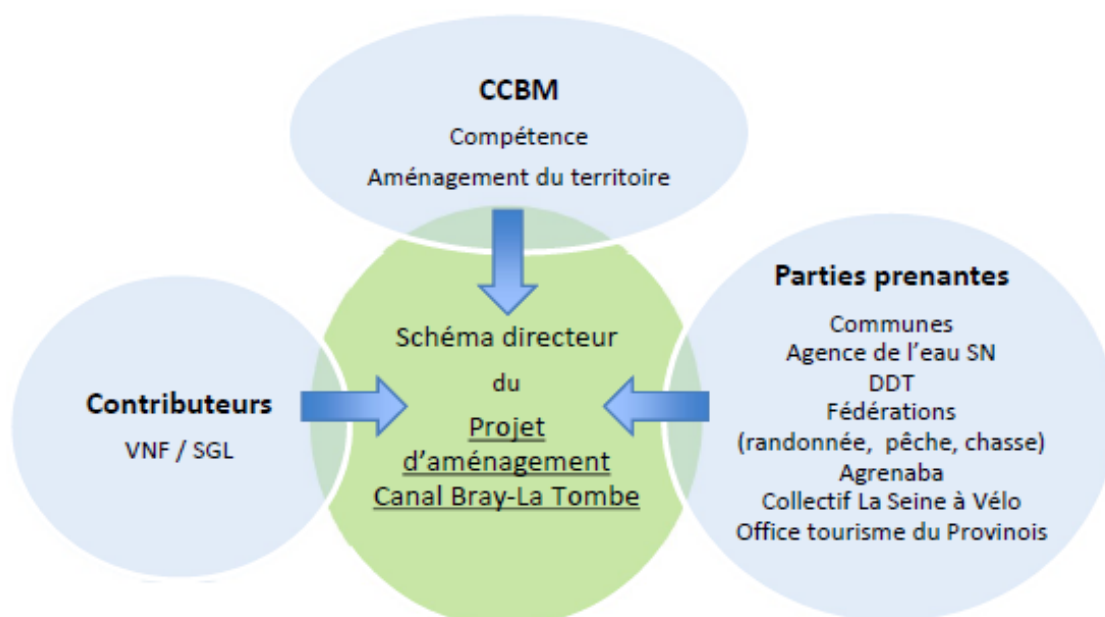 CCBM
Compétence
Aménagement du territoire
Contributeurs
VNF / SGL
Schéma directeur
du
Projet
d'aménagement
Canal Bray-La Tombe
Parties prenantes
Communes
Agence de l'eau SN
DDT
Fédérations
(randonnée, pêche, chasse)
Agrenaba
Collectif La Seine à Vélo
Office tourisme du Provinois